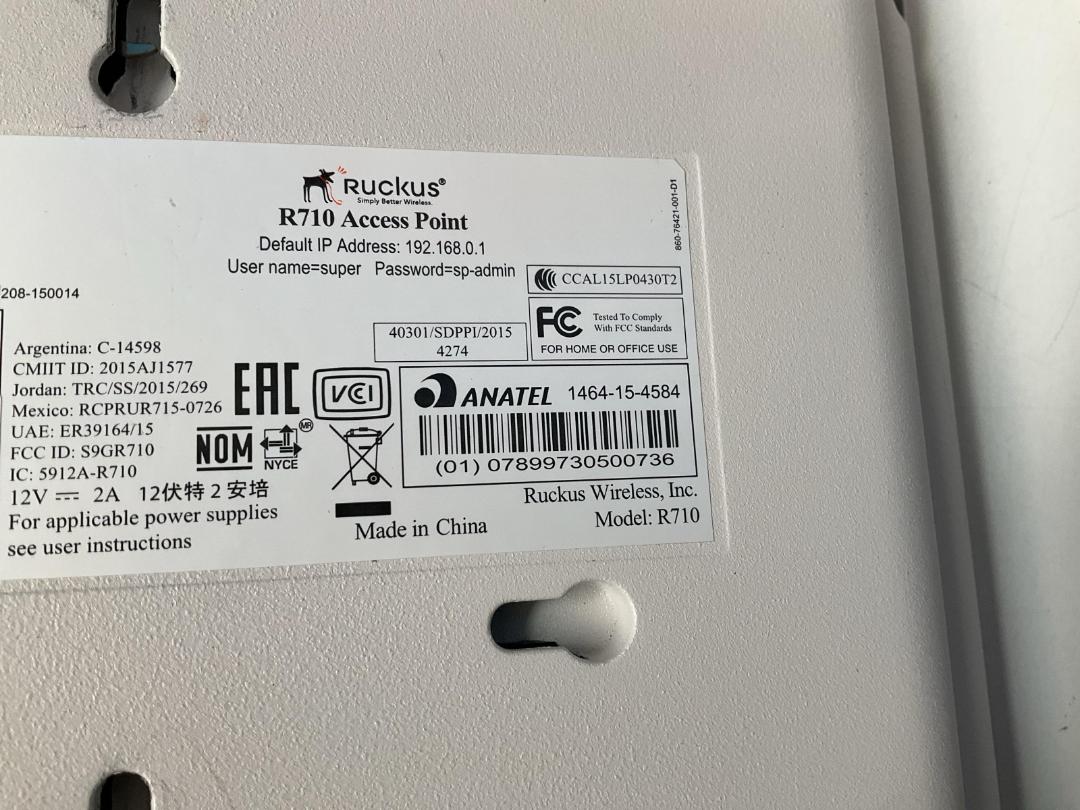 Ruckus®
Simply Better Wireless.
R710 Access Point
Default IP Address: 192.168.0.1
User name=super Password=sp-admin
860-76421-001-D1
CCAL15LP0430T2
208-150014
FC
Tested To Comply
With FCC Standards
FOR HOME OR OFFICE USE
40301/SDPPI/2015
4274
Argentina: C-14598
CMIIT ID: 2015AJ1577
Jordan: TRC/SS/2015/269
Mexico: RCPRUR715-0726
UAE: ER39164/15
FCC ID: S9GR710
IC: 5912A-R710
12V ⎓ 2A 12伏特 2 安培
For applicable power supplies
see user instructions
EAC
VCI
NOM
MR
NYCE
ANATEL 1464-15-4584
(01) 07899730500736
Made in China
Ruckus Wireless, Inc.
Model: R710